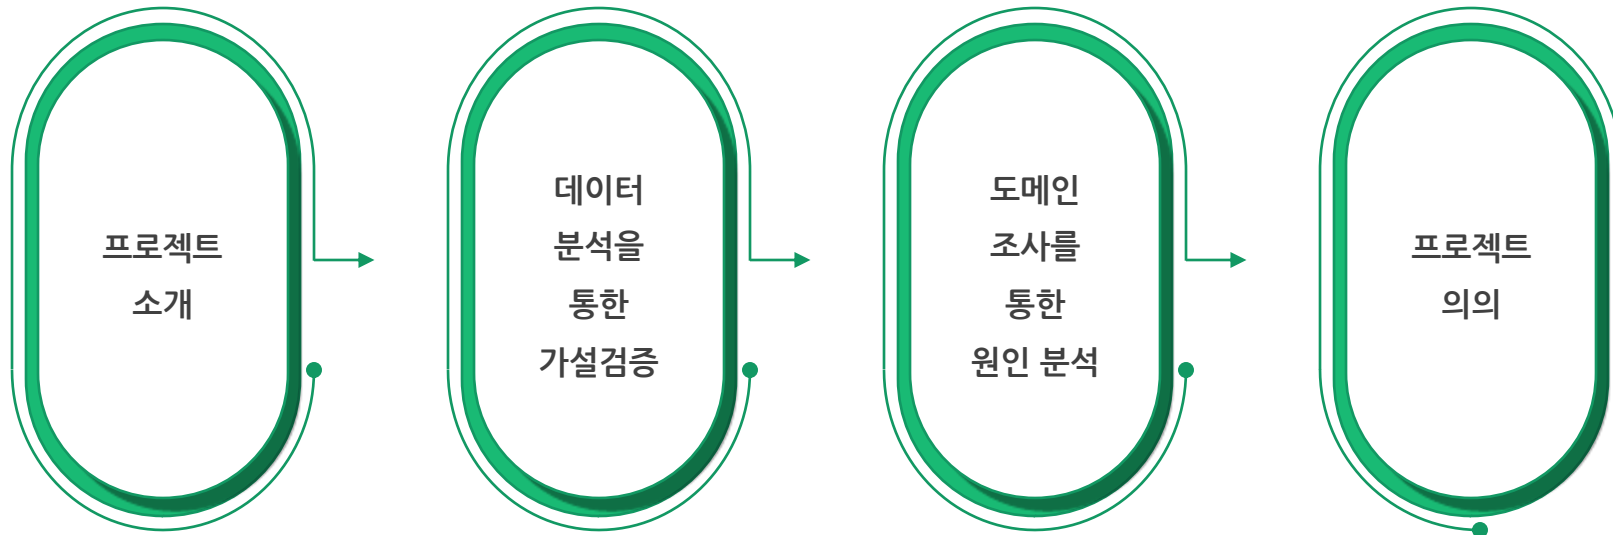 프로젝트
소개
데이터
분석을
통한
가설검증
도메인
조사를
통한
원인 분석
프로젝트
의의